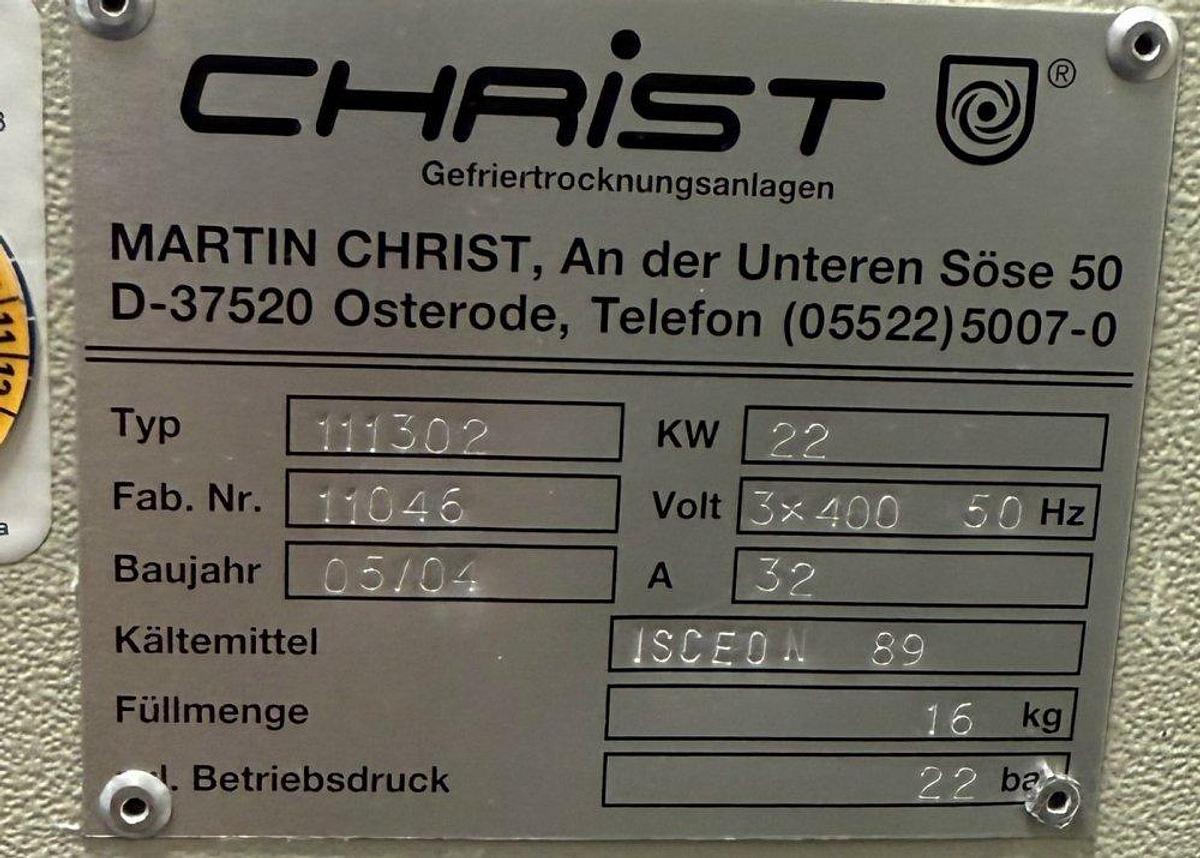 CHRiST ®
Gefriertrocknungsanlagen
MARTIN CHRIST, An der Unteren Söse 50
D-37520 Osterode, Telefon (05522)5007-0
Typ 111302 KW 22
Fab. Nr. 11046 Volt 3×400 50 Hz
Baujahr 05/04 A 32
Kältemittel ISCEON 89
Füllmenge 16 kg
Betriebsdruck 22
11 12